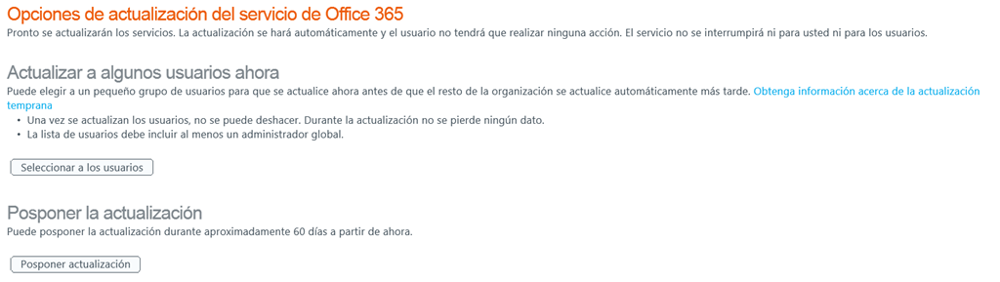 Opciones de actualización del servicio de Office 365
Pronto se actualizarán los servicios. La actualización se hará automáticamente y el usuario no tendrá que realizar ninguna acción. El servicio no se interrumpirá ni para usted ni para los usuarios.
Actualizar a algunos usuarios ahora
Puede elegir a un pequeño grupo de usuarios para que se actualice ahora antes de que el resto de la organización se actualice automáticamente más tarde. Obtenga información acerca de la actualización
temprana
• Una vez se actualizan los usuarios, no se puede deshacer. Durante la actualización no se pierde ningún dato.
• La lista de usuarios debe incluir al menos un administrador global.
Seleccionar a los usuarios
Posponer la actualización
Puede posponer la actualización durante aproximadamente 60 días a partir de ahora.
Posponer actualización